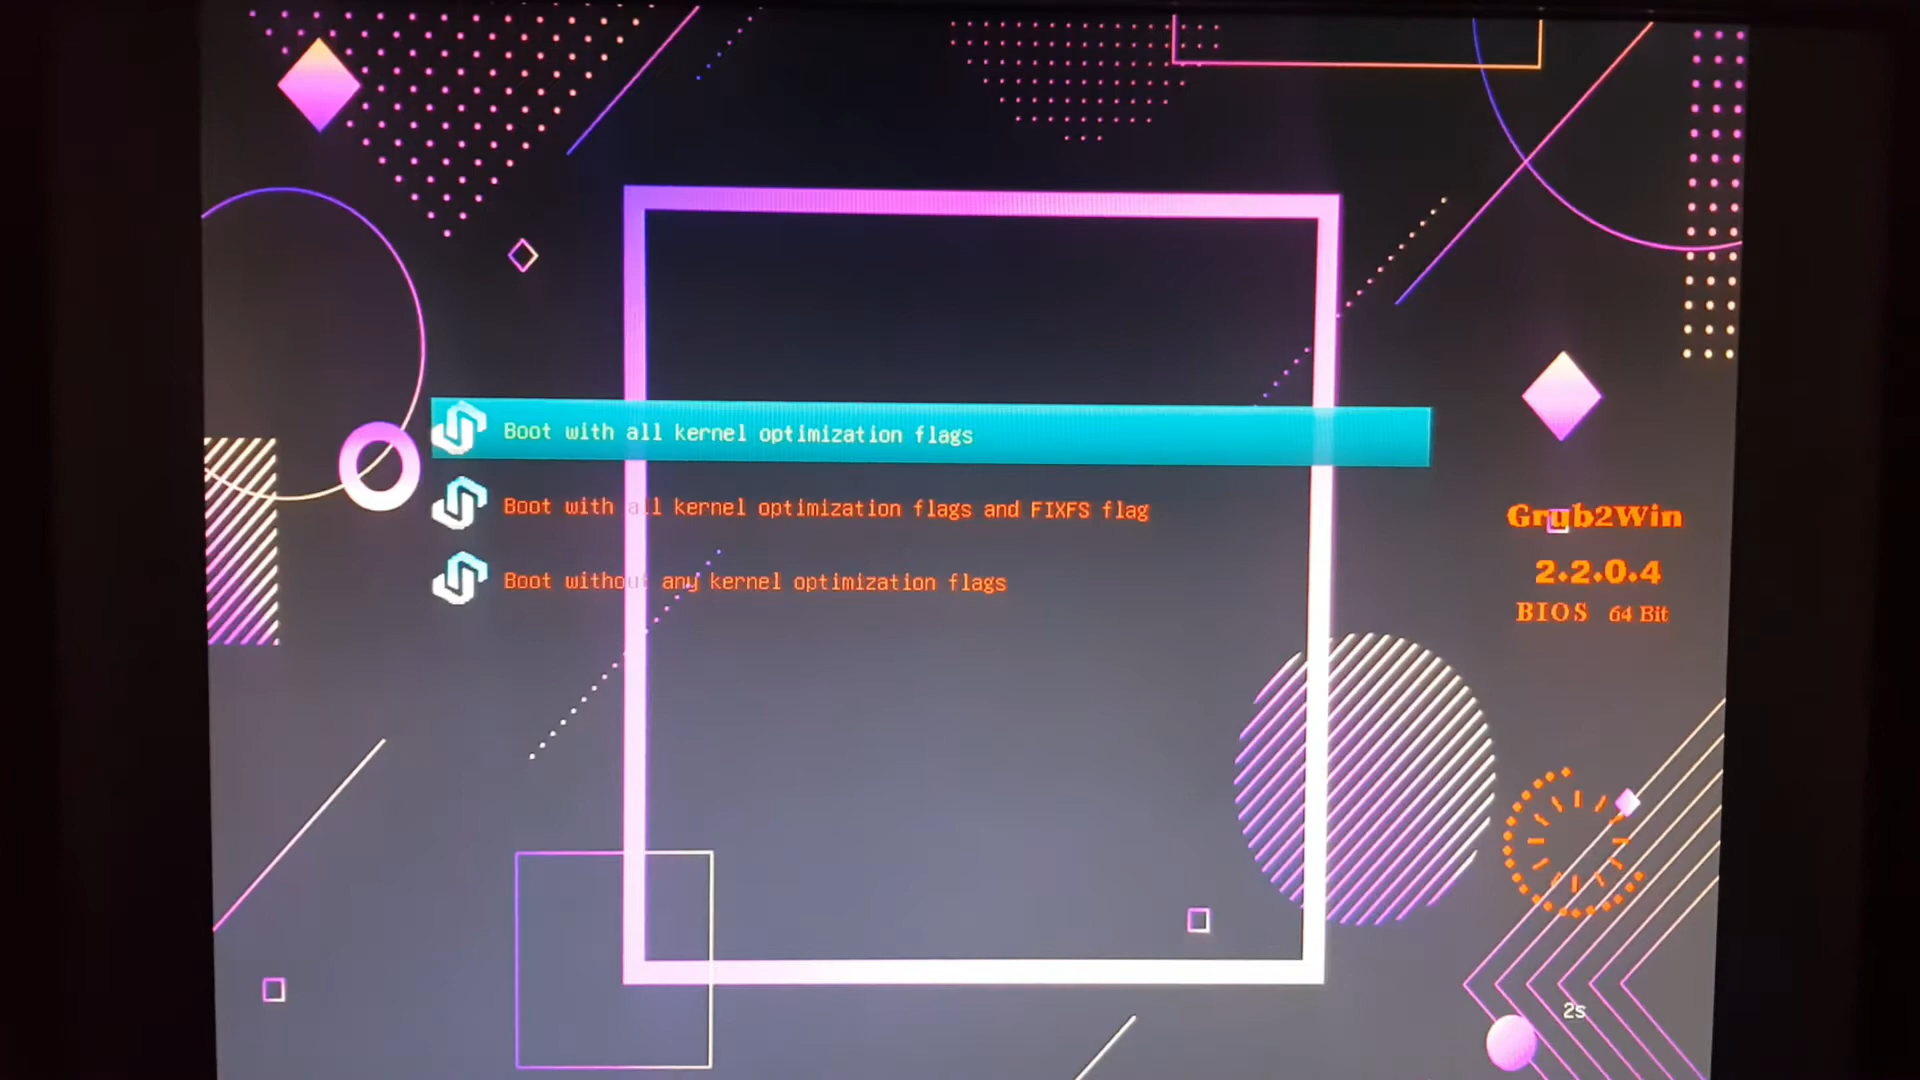 Boot with all kernel optimization flags
Boot with all kernel optimization flags and FIXFS flag
Boot without any kernel optimization flags
Grub2Win
2.2.0.4
BIOS 64 Bit
2s